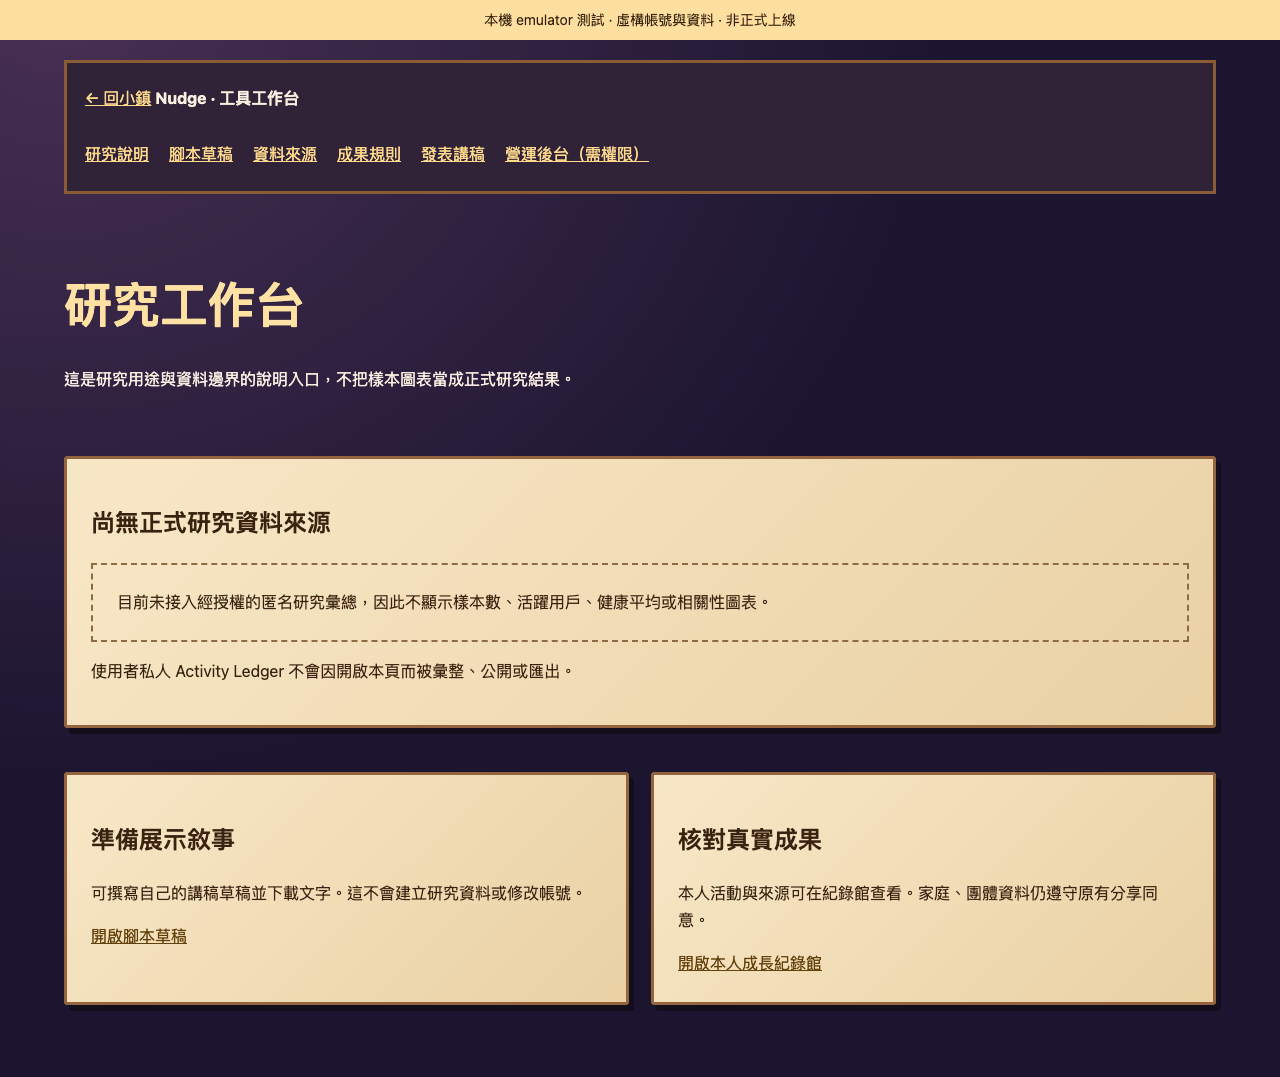 本機 emulator 測試 · 虛構帳號與資料 · 非正式上線
← 回小鎮 Nudge · 工具工作台
研究說明 腳本草稿 資料來源 成果規則 發表講稿 營運後台（需權限）
研究工作台
這是研究用途與資料邊界的說明入口，不把樣本圖表當成正式研究結果。
尚無正式研究資料來源
目前未接入經授權的匿名研究彙總，因此不顯示樣本數、活躍用戶、健康平均或相關性圖表。
使用者私人 Activity Ledger 不會因開啟本頁而被彙整、公開或匯出。
準備展示敘事
可撰寫自己的講稿草稿並下載文字。這不會建立研究資料或修改帳號。
開啟腳本草稿
核對真實成果
本人活動與來源可在紀錄館查看。家庭、團體資料仍遵守原有分享同
意。
開啟本人成長紀錄館